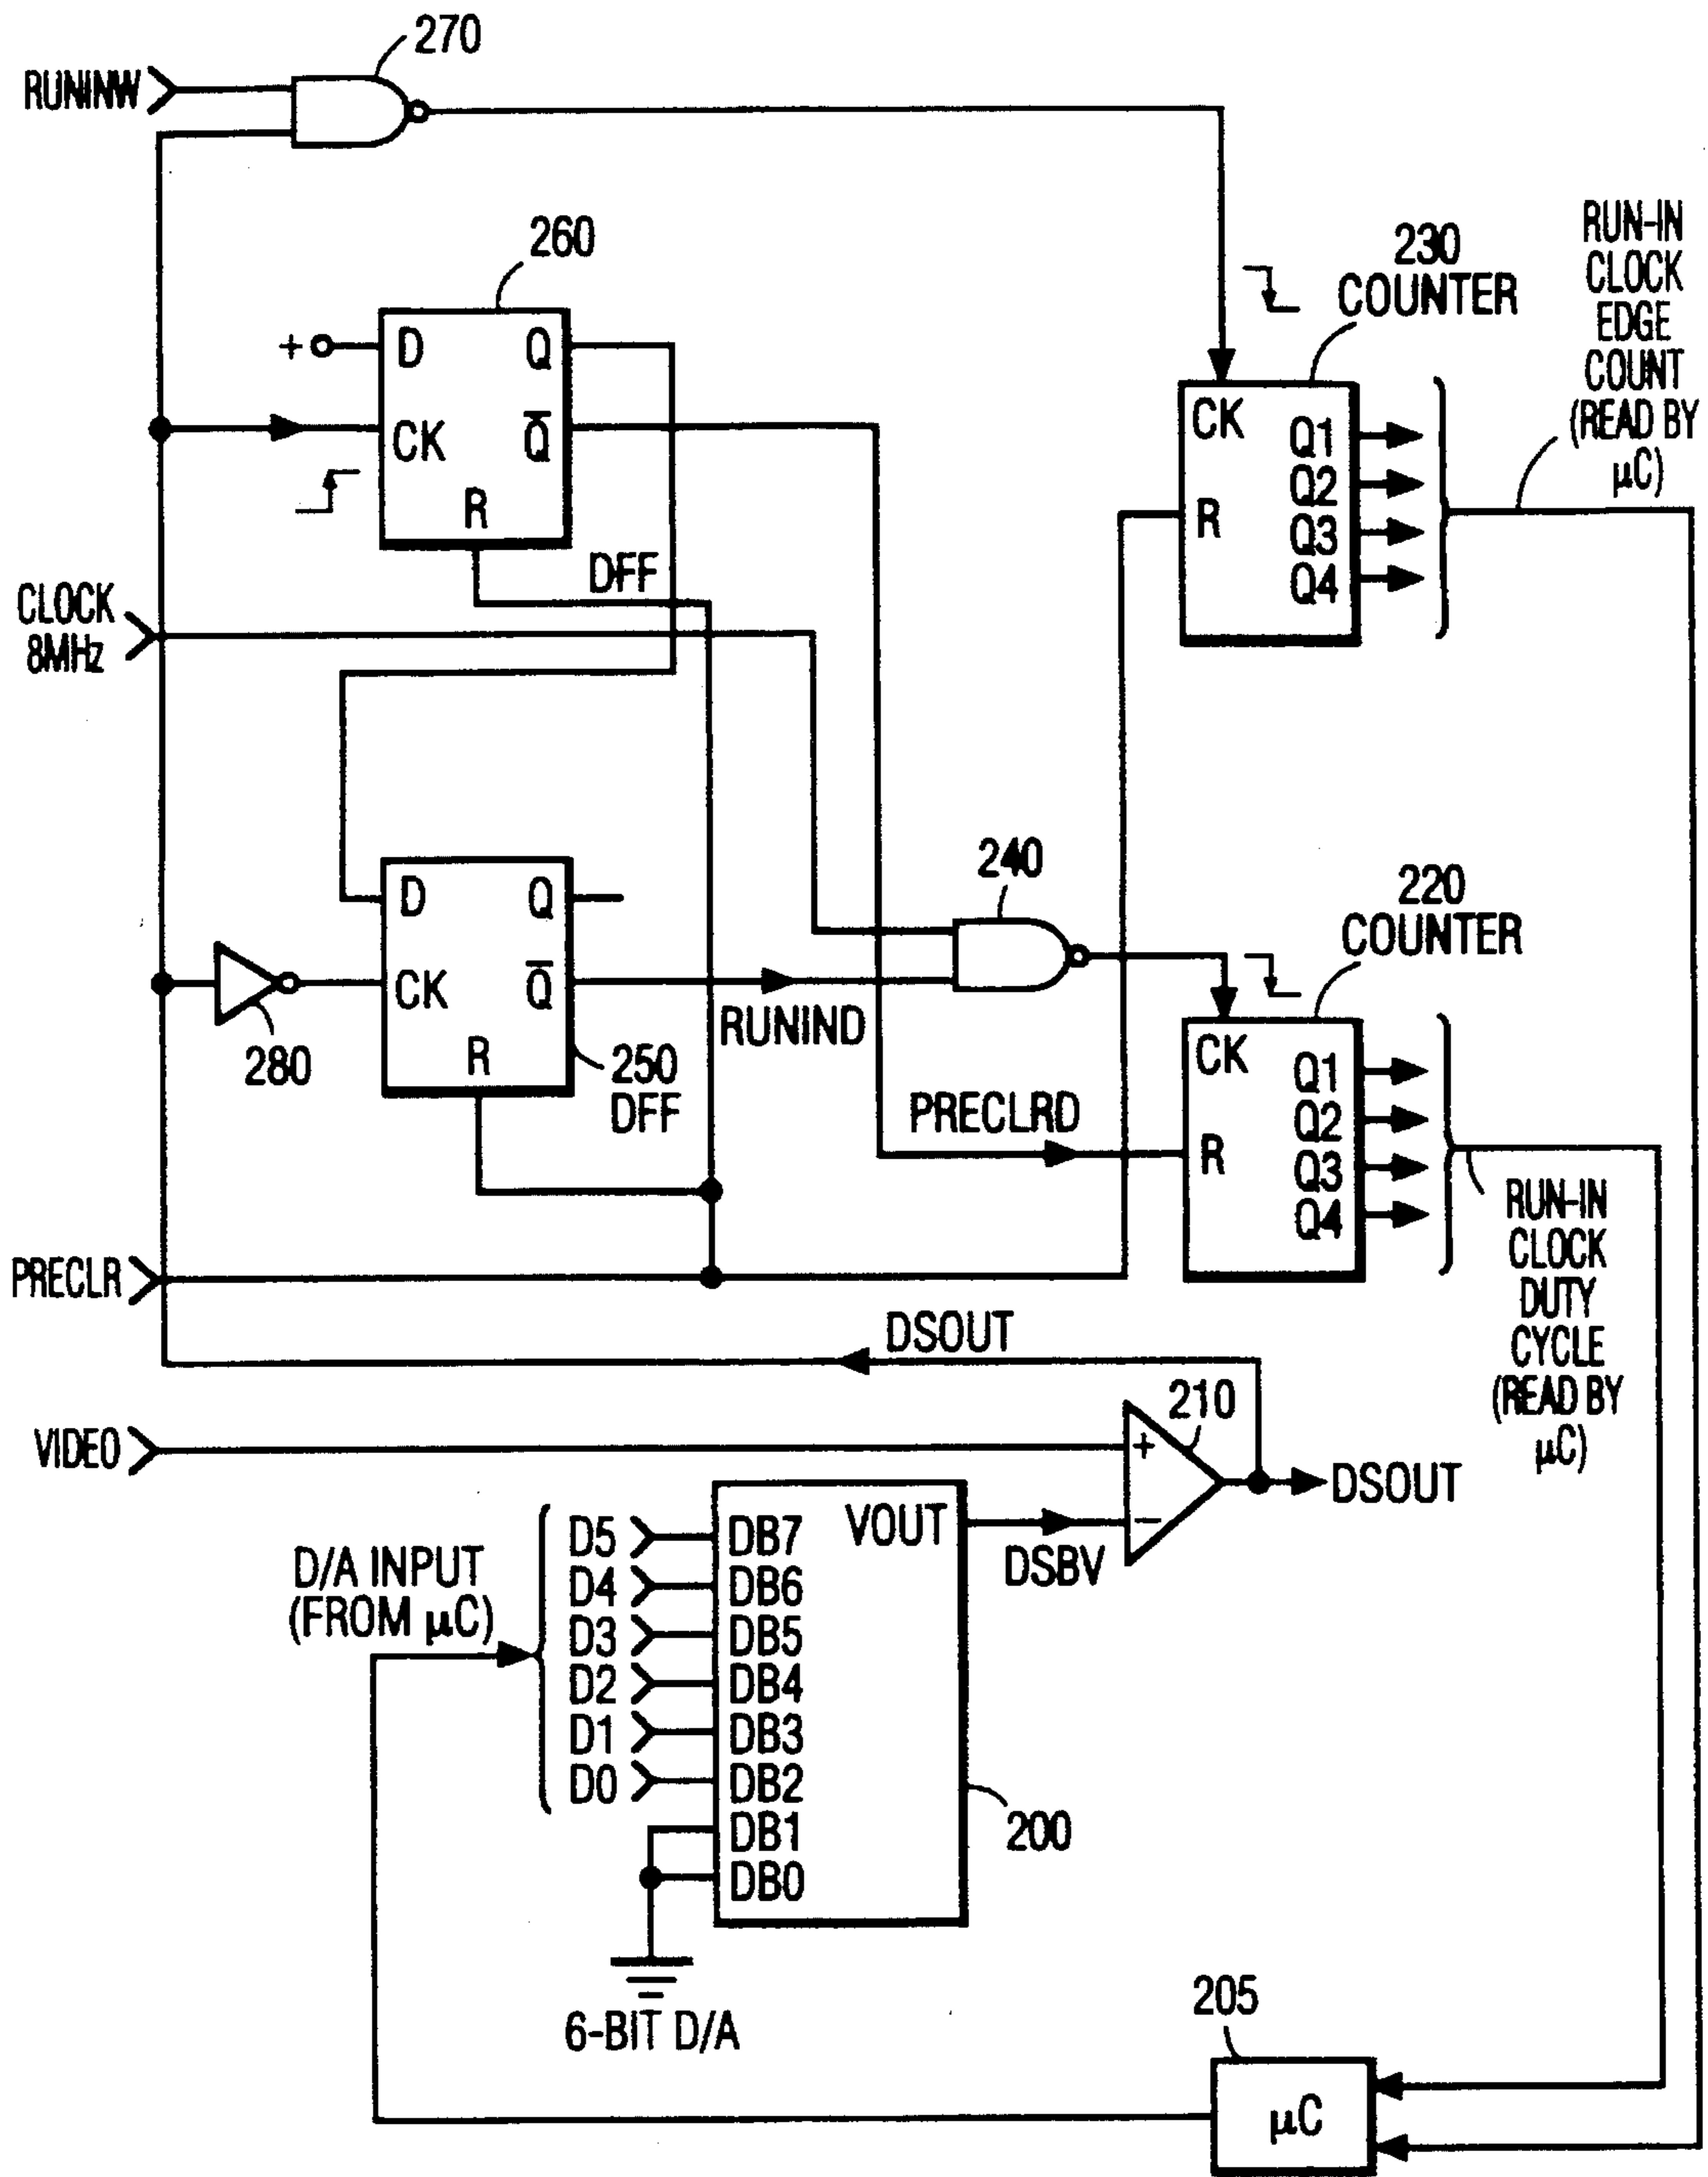 270
RUNINW
260
+
D
Q
CK
Q̅
R
DFF
230
COUNTER
CK
R
Q1
Q2
Q3
Q4
RUN-IN
CLOCK
EDGE
COUNT
(READ BY
μC)
CLOCK
8MHz
D
Q
CK
Q̅
R
280
250
DFF
RUNIND
240
220
COUNTER
CK
R
Q1
Q2
Q3
Q4
PRECLRD
RUN-IN
CLOCK
DUTY
CYCLE
(READ BY
μC)
PRECLR
DSOUT
VIDEO
210
+
−
DSOUT
D/A INPUT
(FROM μC)
D5
D4
D3
D2
D1
D0
DB7
DB6
DB5
DB4
DB3
DB2
DB1
DB0
VOUT
DSBV
200
6-BIT D/A
205
μC